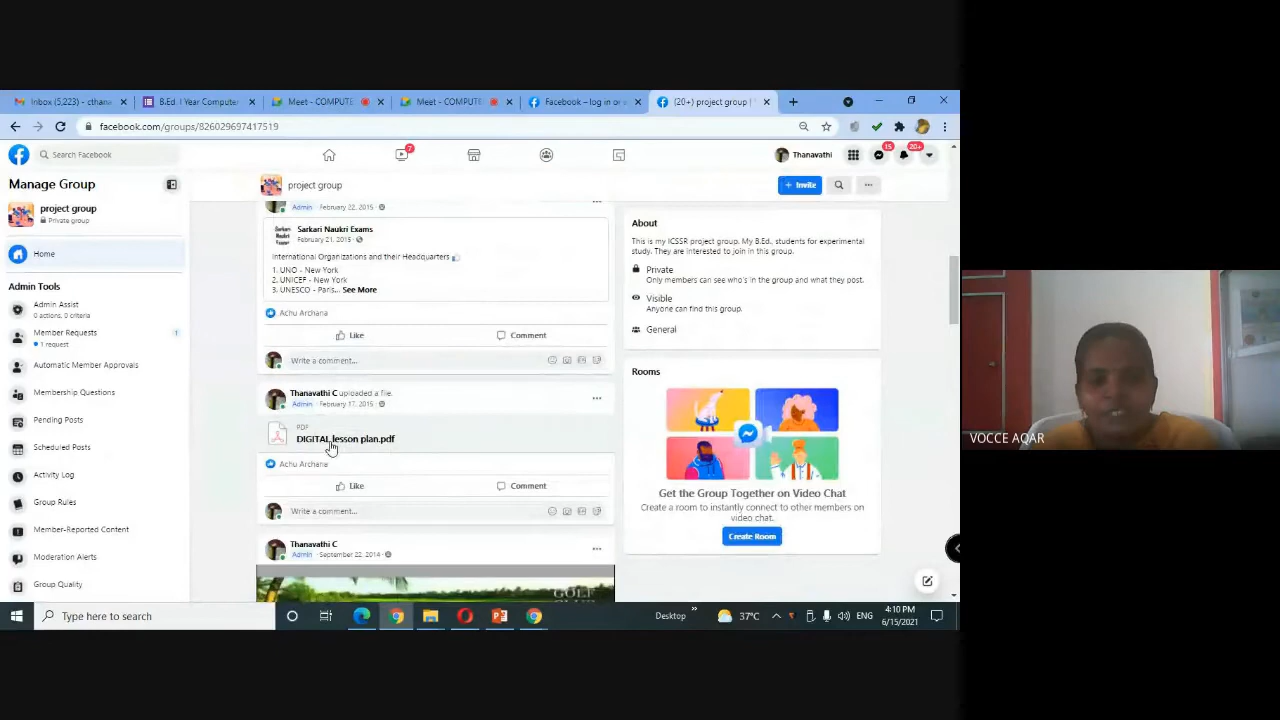 Inbox (5,223) - cthana
B.Ed. I Year Computer
Meet - COMPUTE
Meet - COMPUTE
Facebook – log in or s
(20+) project group |
facebook.com/groups/826029697417519
Search Facebook
7
Thanavathi
15
20+
Manage Group
project group
Private group
Home
Admin Tools
Admin Assist
0 actions, 0 criteria
Member Requests
1
1 request
Automatic Member Approvals
Membership Questions
Pending Posts
Scheduled Posts
Activity Log
Group Rules
Member-Reported Content
Moderation Alerts
Group Quality
project group
+ Invite
Admin · February 22, 2015 ·
Sarkari Naukri Exams
Sarkari Naukri Exams
February 21, 2015 ·
International Organizations and their Headquarters
1. UNO - New York
2. UNICEF - New York
3. UNESCO - Paris... See More
Achu Archana
Like
Comment
Write a comment...
Thanavathi C uploaded a file.
Admin · February 17, 2015 ·
PDF
DIGITAL lesson plan.pdf
Achu Archana
Like
Comment
Write a comment...
Thanavathi C
Admin · September 22, 2014 ·
GOLF
About
This is my ICSSR project group. My B.Ed., students for experimental
study. They are interested to join in this group.
Private
Only members can see who's in the group and what they post.
Visible
Anyone can find this group.
General
Rooms
Get the Group Together on Video Chat
Create a room to instantly connect to other members on
video chat.
Create Room
Type here to search
Desktop
37°C
ENG
4:10 PM
6/15/2021
VOCCE AQAR